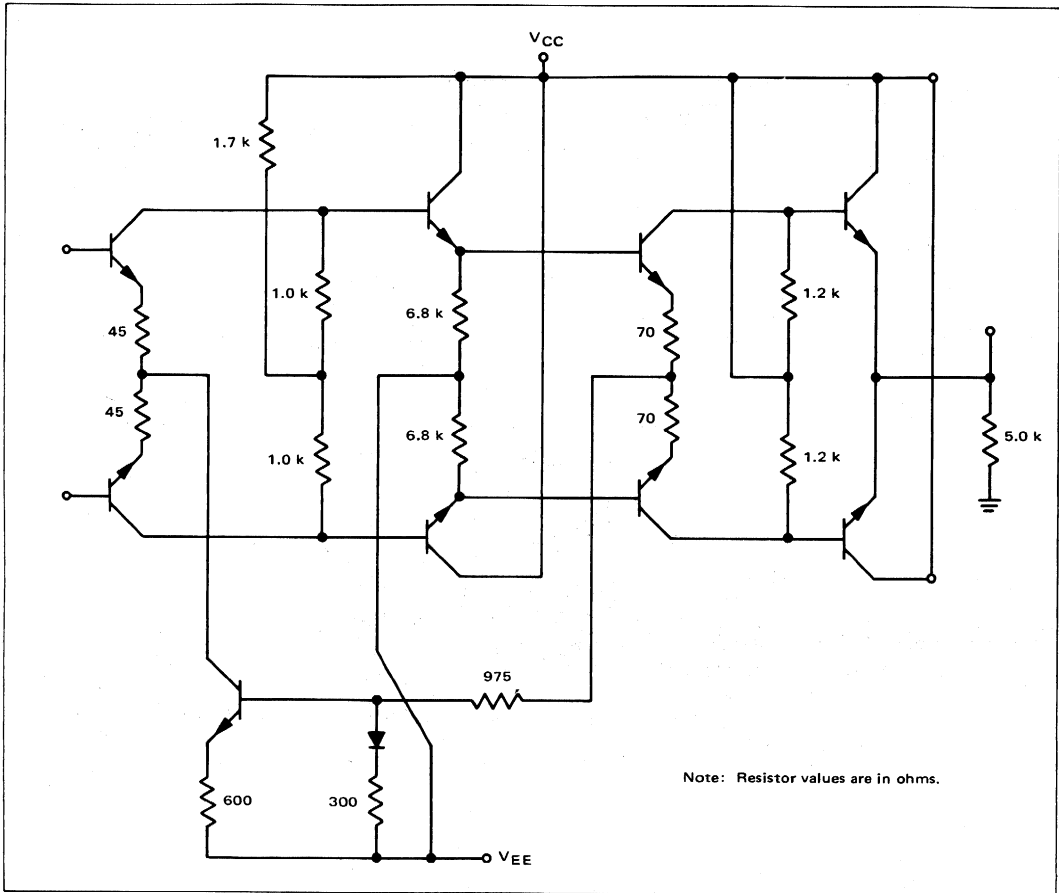 VCC
1.7 k
1.0 k
6.8 k
1.2 k
45
70
45
6.8 k
70
5.0 k
1.0 k
1.2 k
975
600
300
Note: Resistor values are in ohms.
VEE